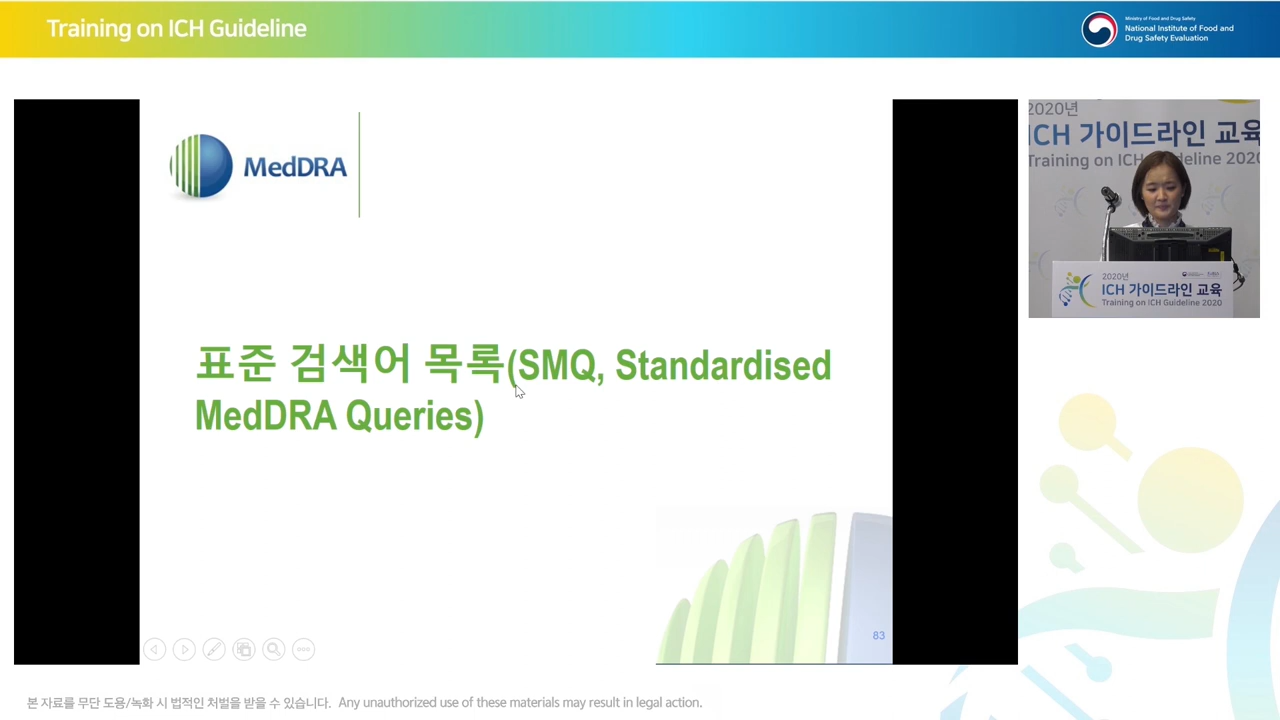 Training on ICH Guideline
Ministry of Food and Drug Safety
National Institute of Food and
Drug Safety Evaluation
MedDRA
표준 검색어 목록(SMQ, Standardised
MedDRA Queries)
83
2020년
ICH 가이드라인 교육
Training on ICH Guideline 2020
2020년
ICH 가이드라인 교육
Training on ICH Guideline 2020
본 자료를 무단 도용/녹화 시 법적인 처벌을 받을 수 있습니다. Any unauthorized use of these materials may result in legal action.